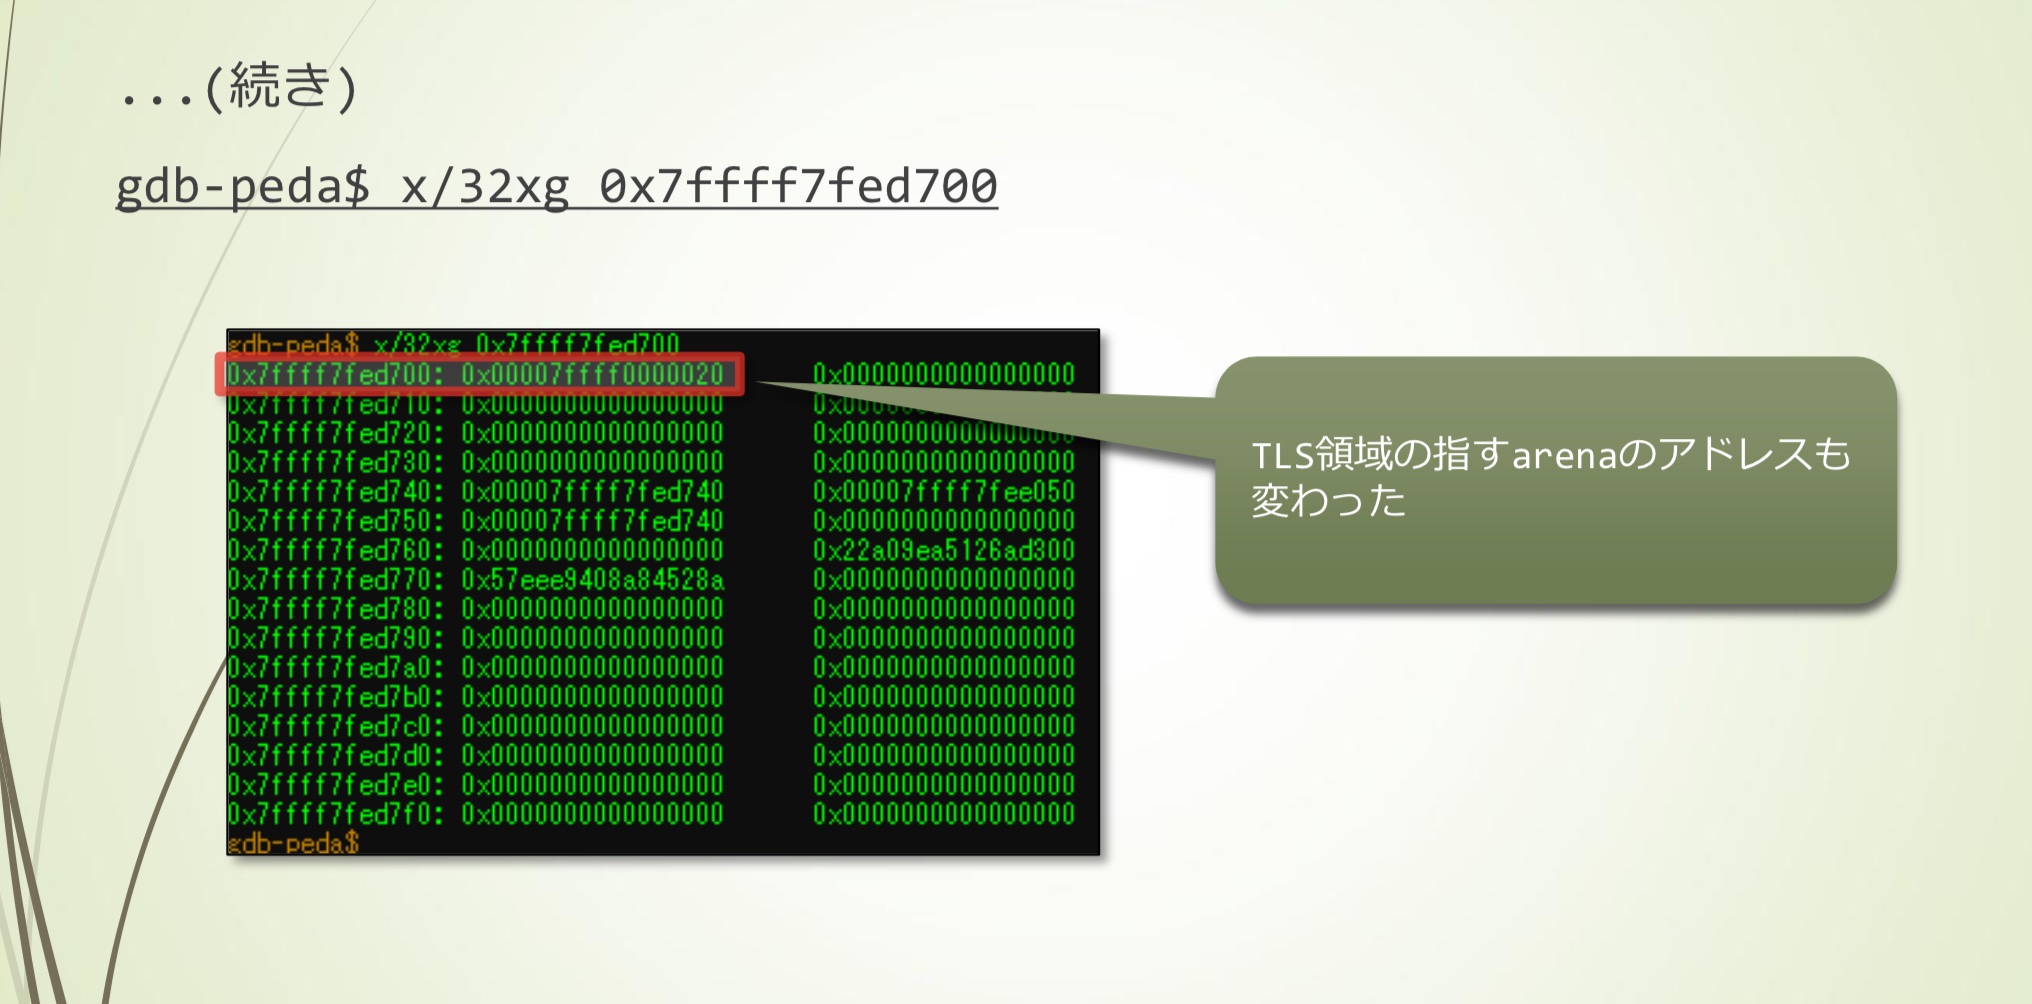 ...(続き)
gdb-peda$ x/32xg 0x7ffff7fed700
gdb-peda$ x/32xg 0x7ffff7fed700
0x7ffff7fed700: 0x00007ffff0000020 0x0000000000000000
0x7ffff7fed710: 0x0000000000000000 0x0000000000000000
0x7ffff7fed720: 0x0000000000000000 0x0000000000000000
0x7ffff7fed730: 0x0000000000000000 0x0000000000000000
0x7ffff7fed740: 0x00007ffff7fed740 0x00007ffff7fee050
0x7ffff7fed750: 0x00007ffff7fed740 0x0000000000000000
0x7ffff7fed760: 0x0000000000000000 0x22a09ea5126ad300
0x7ffff7fed770: 0x57eee9408a84528a 0x0000000000000000
0x7ffff7fed780: 0x0000000000000000 0x0000000000000000
0x7ffff7fed790: 0x0000000000000000 0x0000000000000000
0x7ffff7fed7a0: 0x0000000000000000 0x0000000000000000
0x7ffff7fed7b0: 0x0000000000000000 0x0000000000000000
0x7ffff7fed7c0: 0x0000000000000000 0x0000000000000000
0x7ffff7fed7d0: 0x0000000000000000 0x0000000000000000
0x7ffff7fed7e0: 0x0000000000000000 0x0000000000000000
0x7ffff7fed7f0: 0x0000000000000000 0x0000000000000000
gdb-peda$
TLS領域の指すarenaのアドレスも
変わった